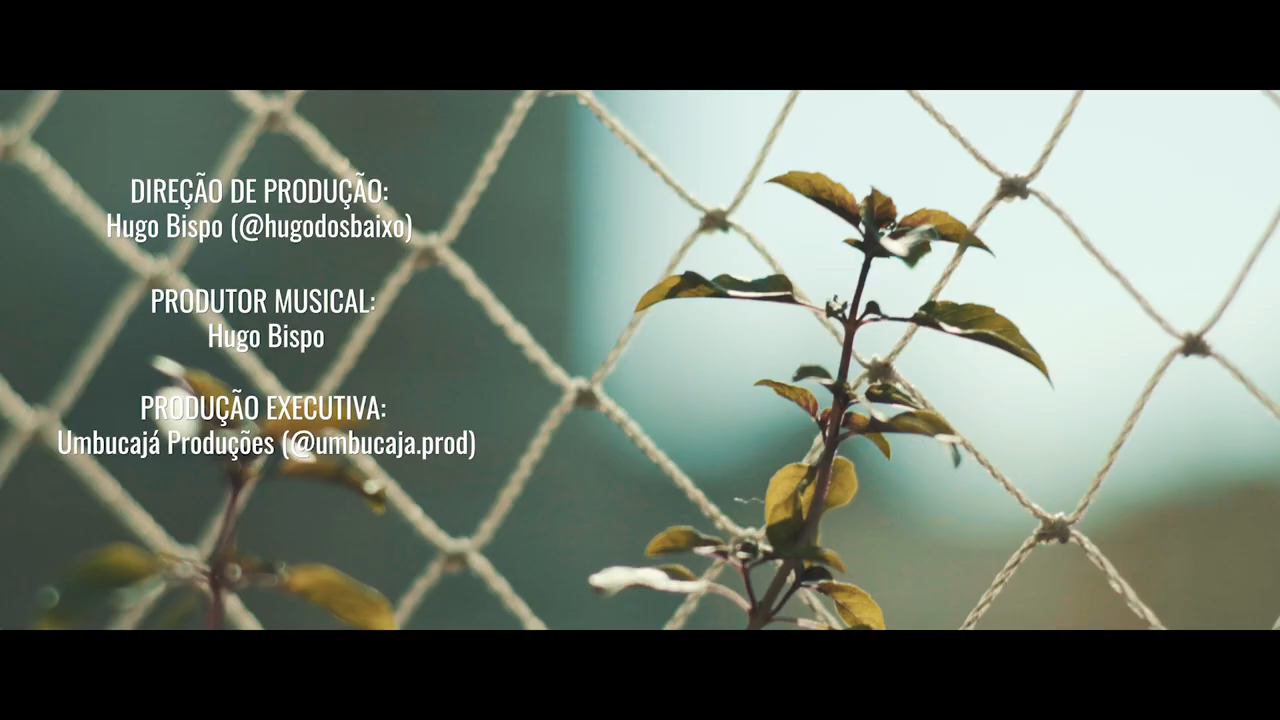 DIREÇÃO DE PRODUÇÃO:
Hugo Bispo (@hugodosbaixo)
PRODUTOR MUSICAL:
Hugo Bispo
PRODUÇÃO EXECUTIVA:
Umbucajá Produções (@umbucaja.prod)